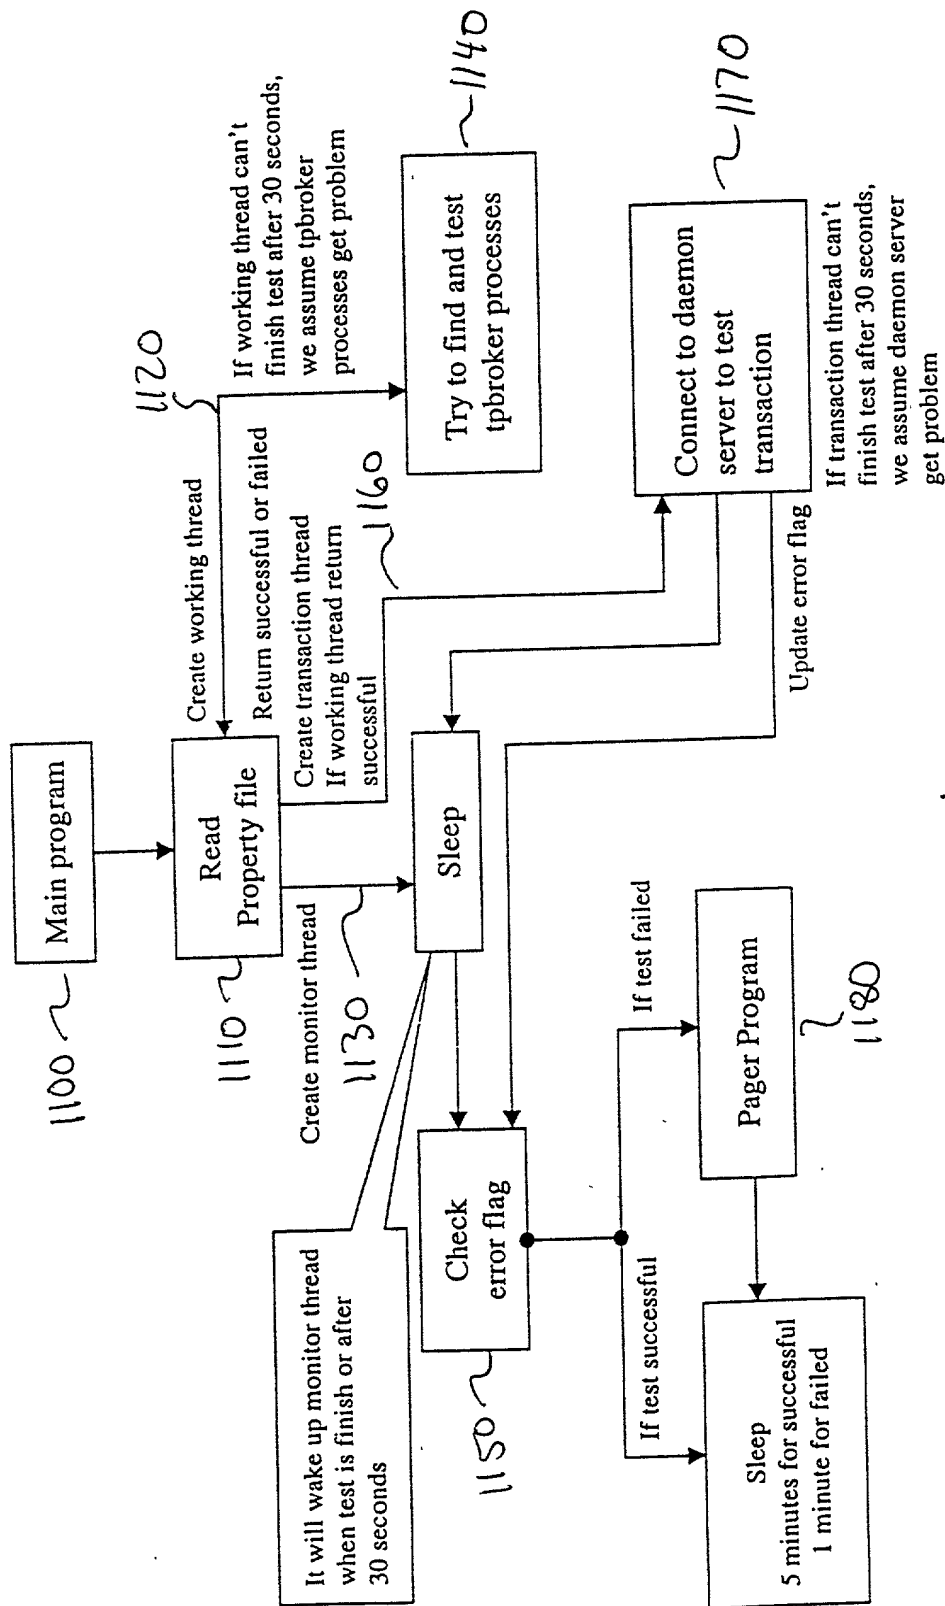 1100
Main program
1110
Read
Property file
Create working thread
1120
Return successful or failed
If working thread can't
finish test after 30 seconds,
we assume tpbroker
processes get problem
Try to find and test
tpbroker processes
1140
Create monitor thread
1130
Create transaction thread
If working thread return
successful
1160
Sleep
Connect to daemon
server to test
transaction
1170
If transaction thread can't
finish test after 30 seconds,
we assume daemon server
get problem
Update error flag
It will wake up monitor thread
when test is finish or after
30 seconds
Check
error flag
1150
If test successful
If test failed
Pager Program
1180
Sleep
5 minutes for successful
1 minute for failed